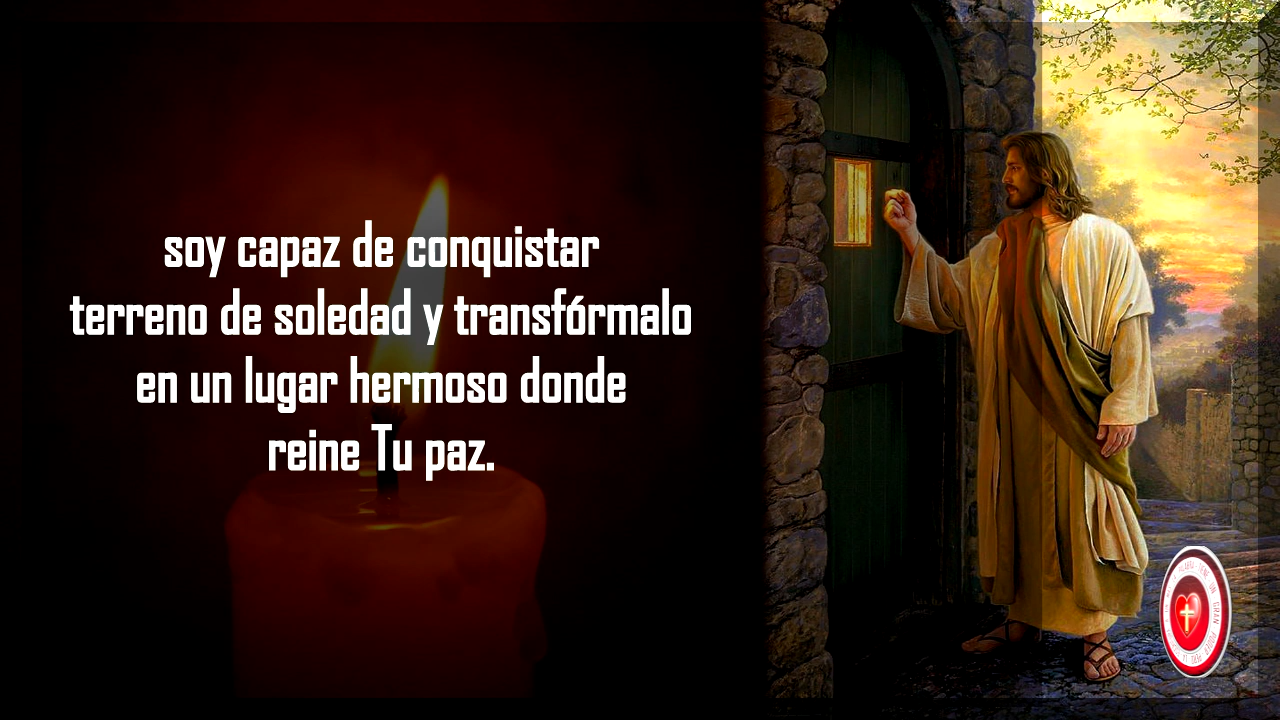 soy capaz de conquistar
terreno de soledad y transfórmalo
en un lugar hermoso donde
reine Tu paz.